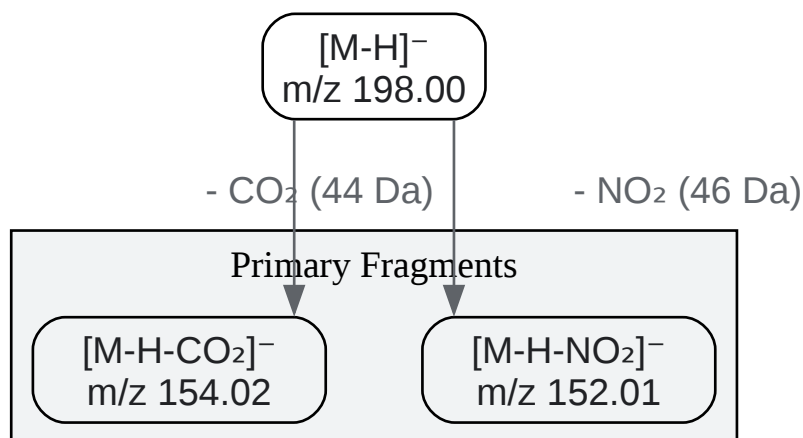 [M-H]⁻
m/z 198.00
- CO₂ (44 Da)
- NO₂ (46 Da)
Primary Fragments
[M-H-CO₂]⁻
m/z 154.02
[M-H-NO₂]⁻
m/z 152.01